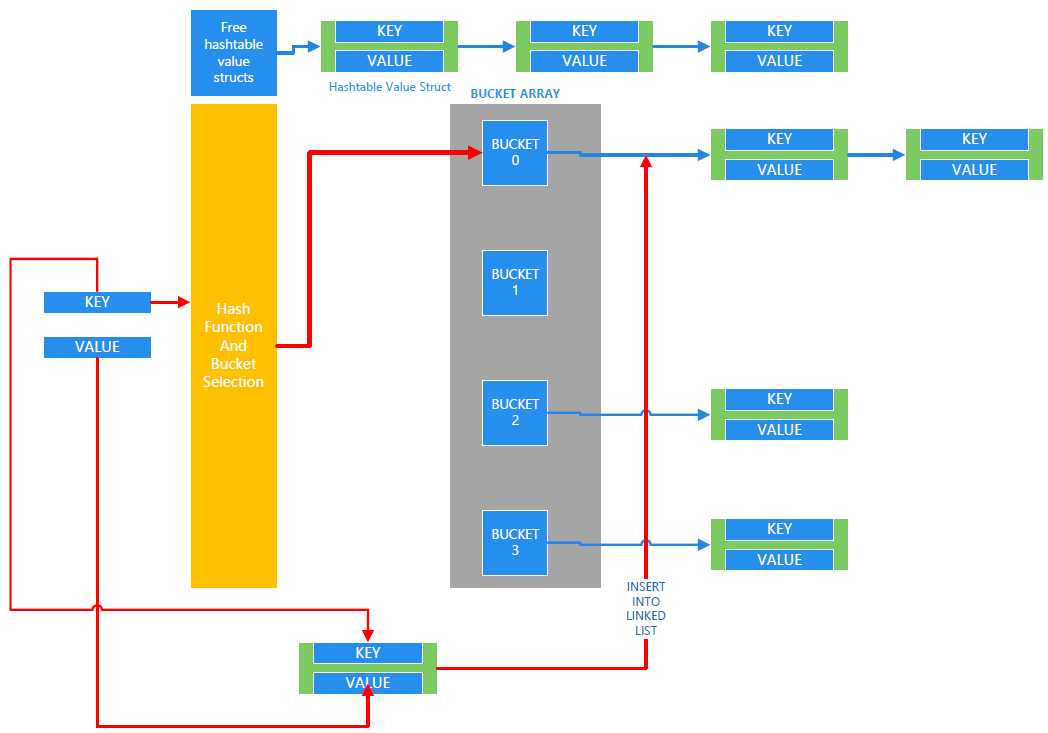 Free
hashtable
value
structs
KEY
VALUE
KEY
VALUE
KEY
VALUE
Hashtable Value Struct
BUCKET ARRAY
BUCKET
0
KEY
VALUE
KEY
VALUE
BUCKET
1
KEY
VALUE
Hash
Function
And
Bucket
Selection
BUCKET
2
KEY
VALUE
BUCKET
3
KEY
VALUE
INSERT
INTO
LINKED
LIST
KEY
VALUE